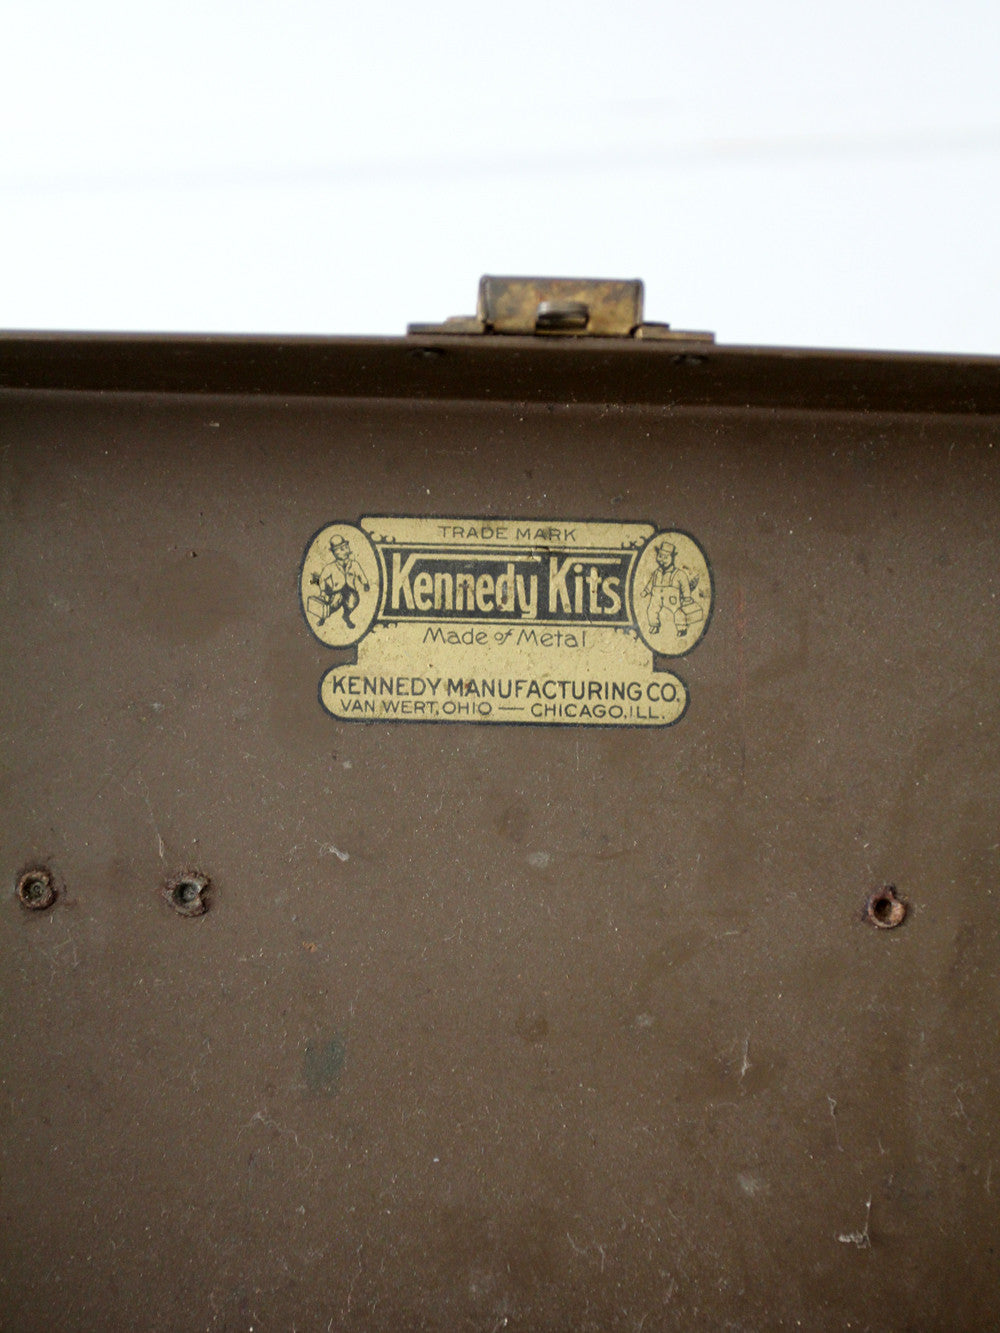 TRADE MARK
Kennedy Kits
Made of Metal
KENNEDY MANUFACTURING CO.
VAN WERT, OHIO — CHICAGO, ILL.